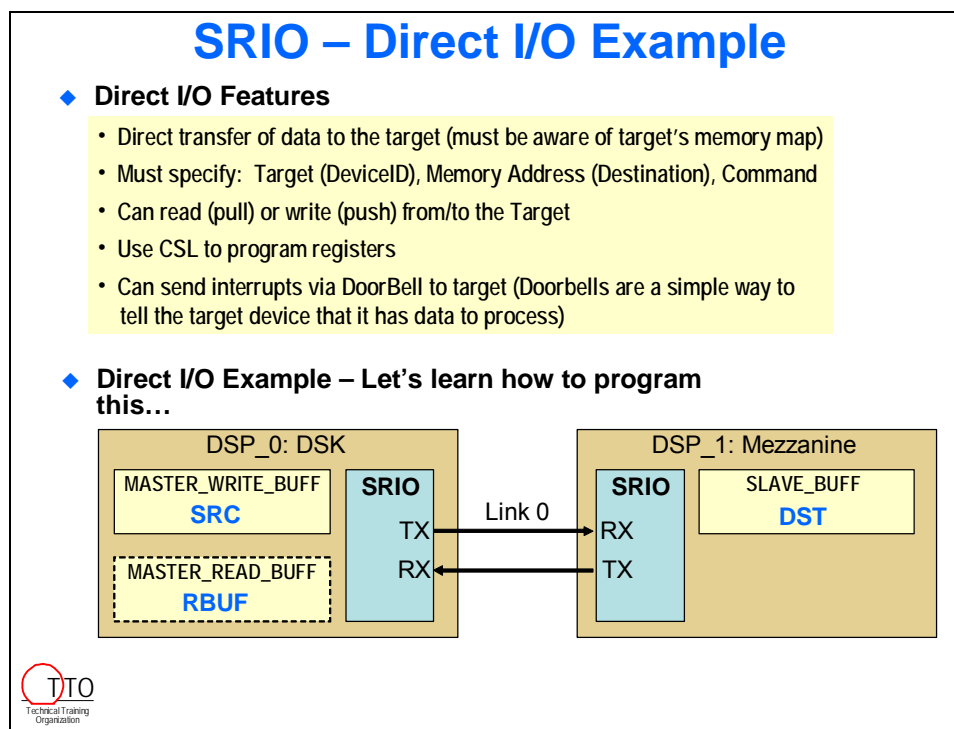 SRIO – Direct I/O Example
◆ Direct I/O Features
• Direct transfer of data to the target (must be aware of target's memory map)
• Must specify: Target (DeviceID), Memory Address (Destination), Command
• Can read (pull) or write (push) from/to the Target
• Use CSL to program registers
• Can send interrupts via DoorBell to target (Doorbells are a simple way to
tell the target device that it has data to process)
◆ Direct I/O Example – Let's learn how to program
this…
DSP_0: DSK
MASTER_WRITE_BUFF
SRC
MASTER_READ_BUFF
RBUF
SRIO
TX
RX
Link 0
DSP_1: Mezzanine
SRIO
RX
TX
SLAVE_BUFF
DST
TTO
Technical Training
Organization